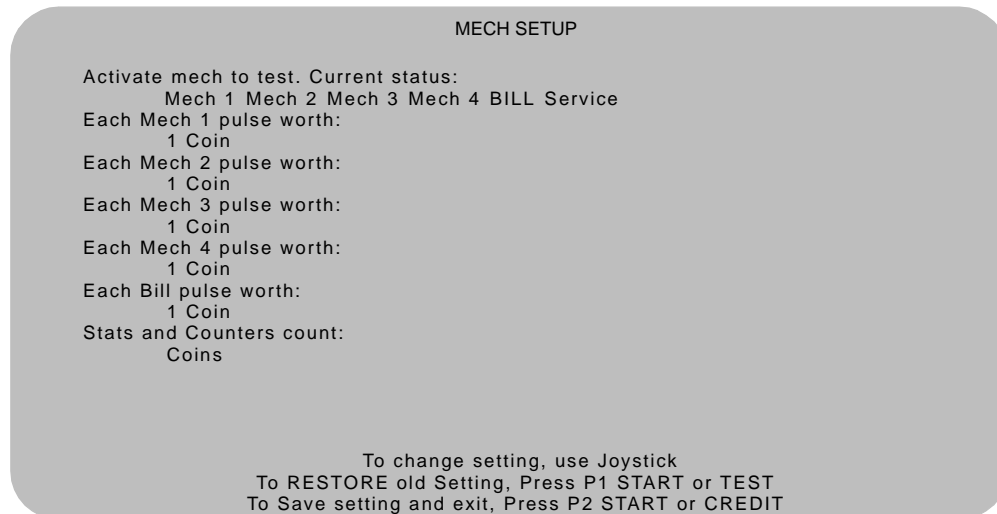 MECH SETUP
Activate mech to test. Current status:
Mech 1 Mech 2 Mech 3 Mech 4 BILL Service
Each Mech 1 pulse worth:
1 Coin
Each Mech 2 pulse worth:
1 Coin
Each Mech 3 pulse worth:
1 Coin
Each Mech 4 pulse worth:
1 Coin
Each Bill pulse worth:
1 Coin
Stats and Counters count:
Coins
To change setting, use Joystick
To RESTORE old Setting, Press P1 START or TEST
To Save setting and exit, Press P2 START or CREDIT